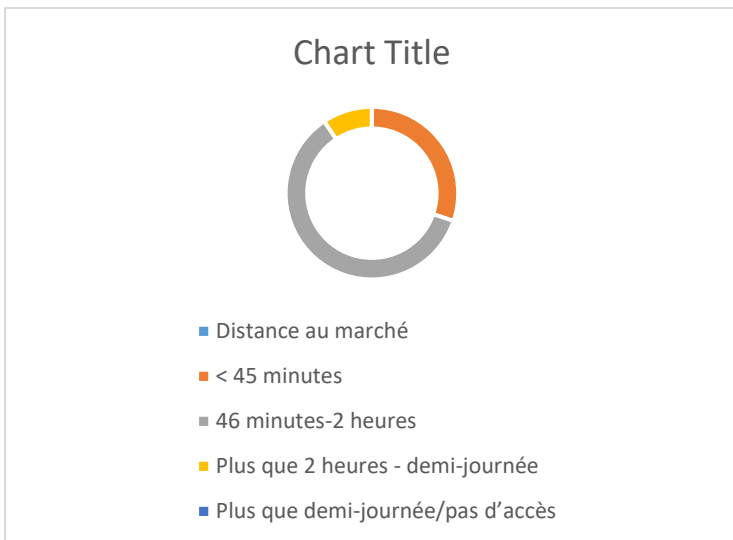 Chart Title
Distance au marché
< 45 minutes
46 minutes-2 heures
Plus que 2 heures - demi-journée
Plus que demi-journée/pas d’accès